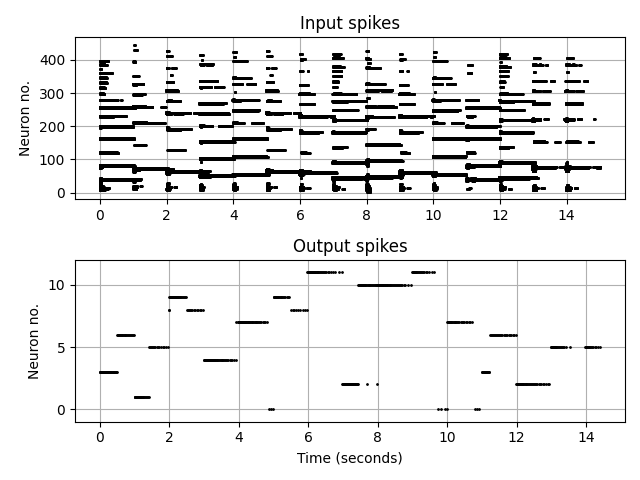 Input spikes
Neuron no.
400
300
200
100
0
0 2 4 6 8 10 12 14
Output spikes
Neuron no.
10
5
0
0 2 4 6 8 10 12 14
Time (seconds)